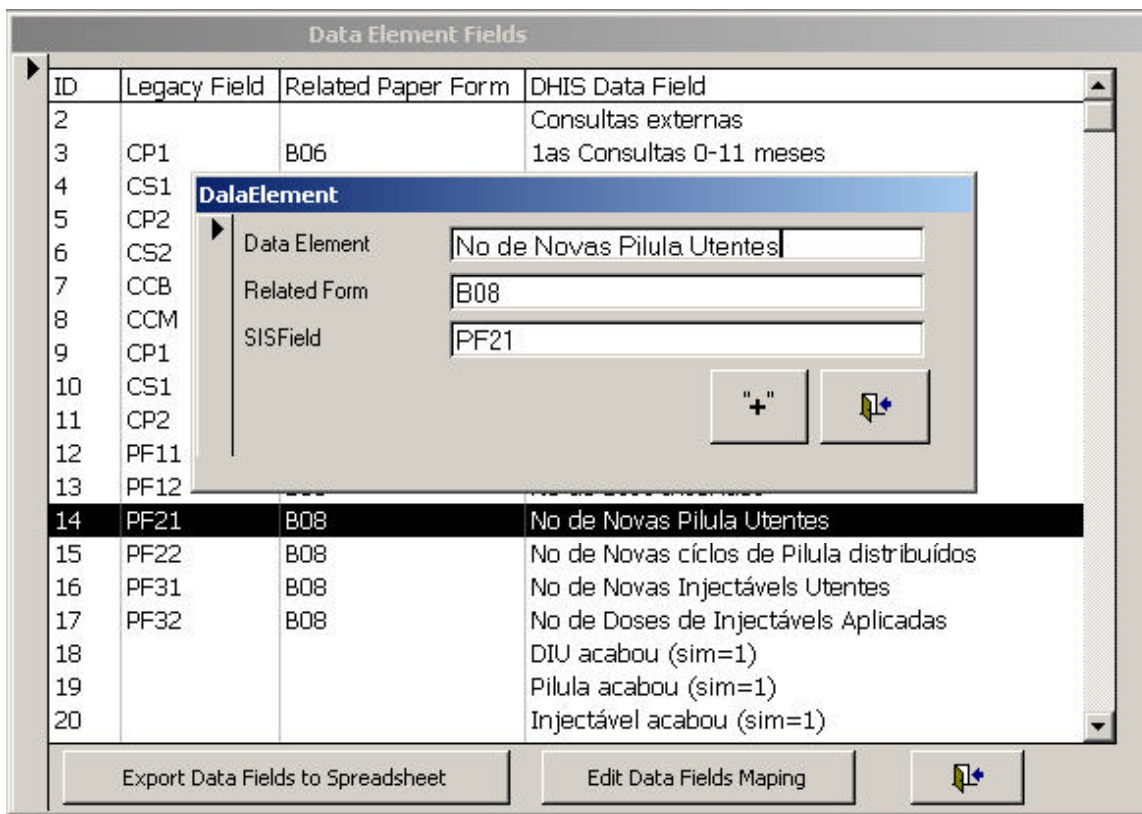 Data Element Fields
ID Legacy Field Related Paper Form DHIS Data Field
2 Consultas externas
3 CP1 B06 1as Consultas 0-11 meses
4 CS1
DalaElement
5 CP2
Data Element No de Novas Pilula Utentes
6 CS2
7 CCB
Related Form B08
8 CCM
SISField PF21
9 CP1
10 CS1
"+"
11 CP2
12 PF11
13 PF12
14 PF21 B08 No de Novas Pilula Utentes
15 PF22 B08 No de Novas cíclos de Pilula distribuídos
16 PF31 B08 No de Novas Injectávels Utentes
17 PF32 B08 No de Doses de Injectávels Aplicadas
18 DIU acabou (sim=1)
19 Pilula acabou (sim=1)
20 Injectável acabou (sim=1)
Export Data Fields to Spreadsheet Edit Data Fields Maping